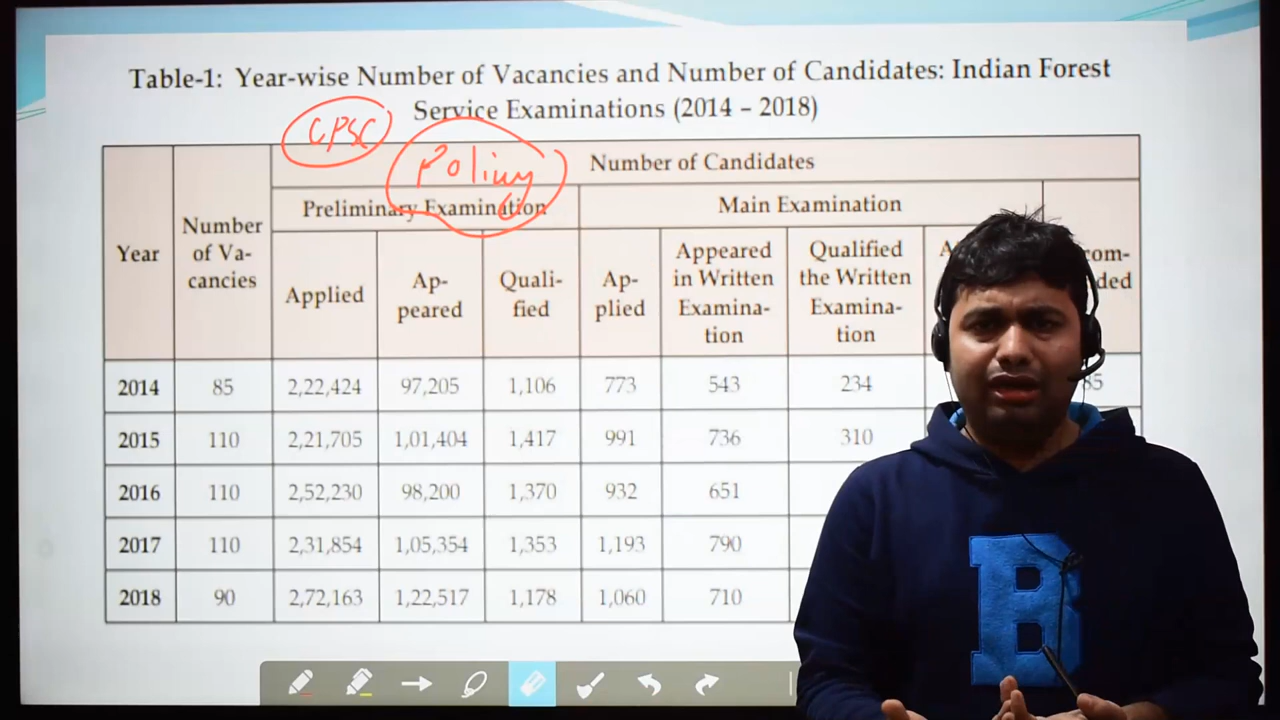 Table-1: Year-wise Number of Vacancies and Number of Candidates: Indian Forest
Service Examinations (2014 – 2018)
UPSC
Policy
Number of Candidates
Preliminary Examination
Main Examination
Year
Number
of Va-
cancies
Applied
Ap-
peared
Quali-
fied
Ap-
plied
Appeared
in Written
Examina-
tion
Qualified
the Written
Examina-
tion
2014 85 2,22,424 97,205 1,106 773 543 234 85
2015 110 2,21,705 1,01,404 1,417 991 736 310
2016 110 2,52,230 98,200 1,370 932 651
2017 110 2,31,854 1,05,354 1,353 1,193 790
2018 90 2,72,163 1,22,517 1,178 1,060 710
B